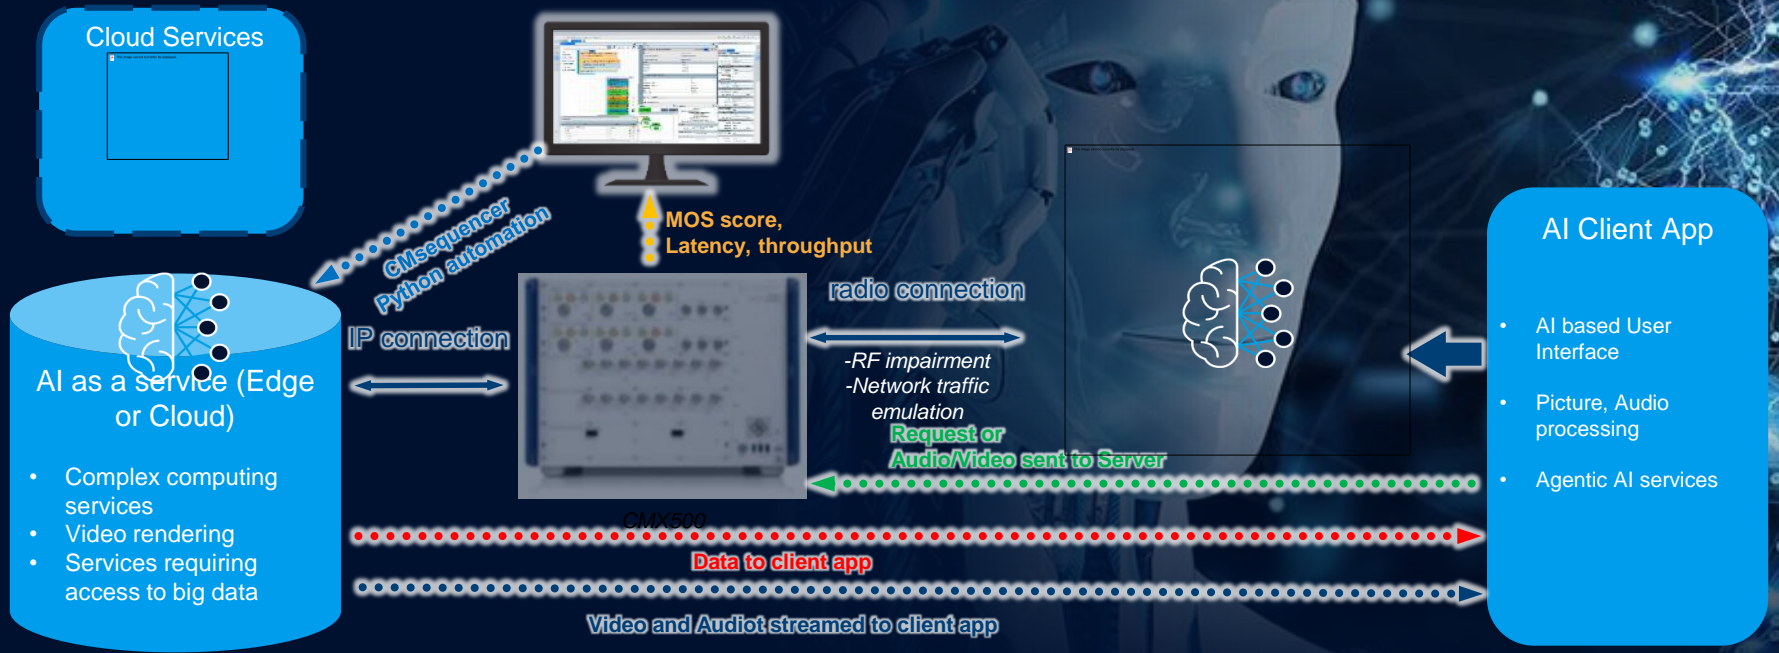 Cloud Services
CMsequencer
Python automation
MOS score,
Latency, throughput
IP connection
radio connection
-RF impairment
-Network traffic
emulation
Request or
Audio/Video sent to Server
CMX500
Data to client app
Video and Audiot streamed to client app
AI as a service (Edge
or Cloud)
• Complex computing
services
• Video rendering
• Services requiring
access to big data
AI Client App
• AI based User
Interface
• Picture, Audio
processing
• Agentic AI services